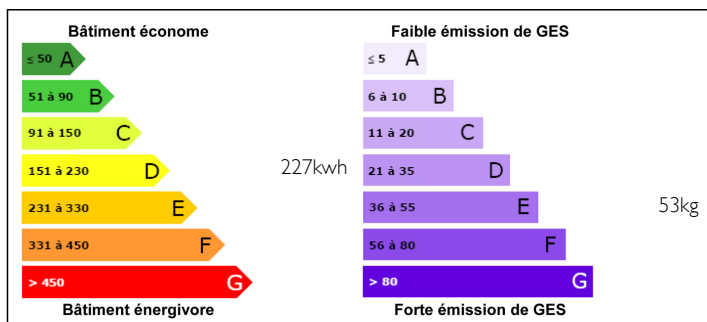 Bâtiment économe
≤ 50 A
51 à 90 B
91 à 150 C
151 à 230 D
227kwh
231 à 330 E
331 à 450 F
> 450 G
Bâtiment énergivore
Faible émission de GES
≤ 5 A
6 à 10 B
11 à 20 C
21 à 35 D
36 à 55 E
53kg
56 à 80 F
> 80 G
Forte émission de GES